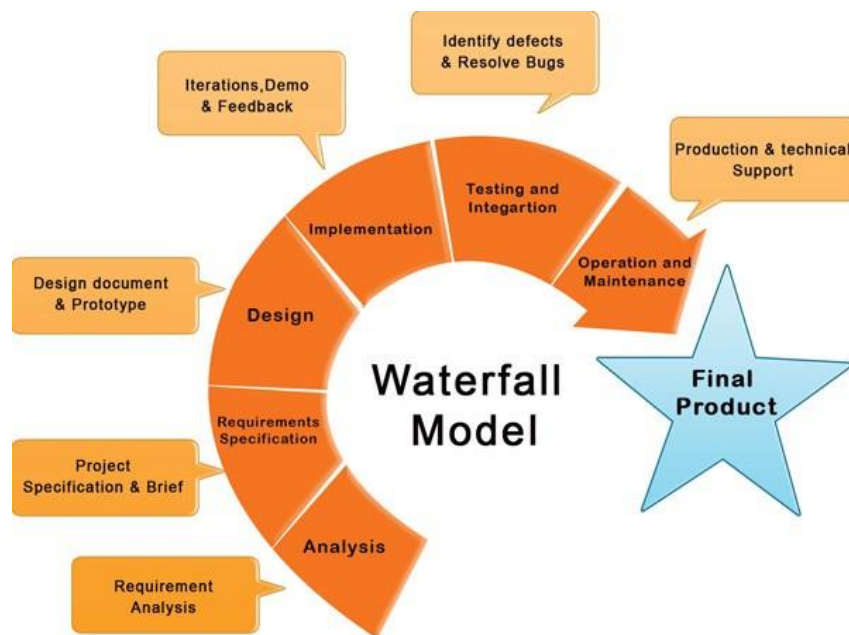 Identify defects
& Resolve Bugs
Iterations,Demo
& Feedback
Production & technical
Support
Testing and
Integartion
Implementation
Operation and
Maintenance
Design document
& Prototype
Design
Waterfall
Model
Final
Product
Requirements
Specification
Project
Specification & Brief
Analysis
Requirement
Analysis